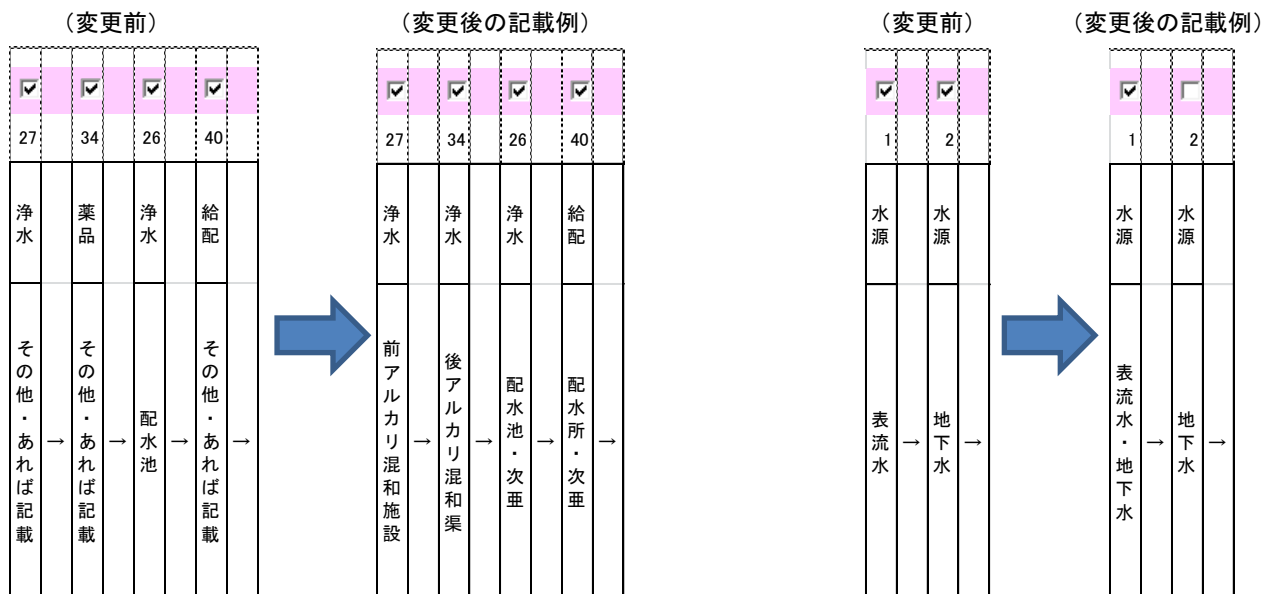 （変更前）
（変更後の記載例）
27 34 26 40
浄水 薬品 浄水 給配
その他・あれば記載 → その他・あれば記載 → 配水池 → その他・あれば記載 →
27 34 26 40
浄水 浄水 浄水 給配
前アルカリ混和施設 → 後アルカリ混和渠 → 配水池・次亜 → 配水所・次亜 →
（変更前）
（変更後の記載例）
1 2
水源 水源
表流水 → 地下水 →
1 2
水源 水源
表流水・地下水 → 地下水 →